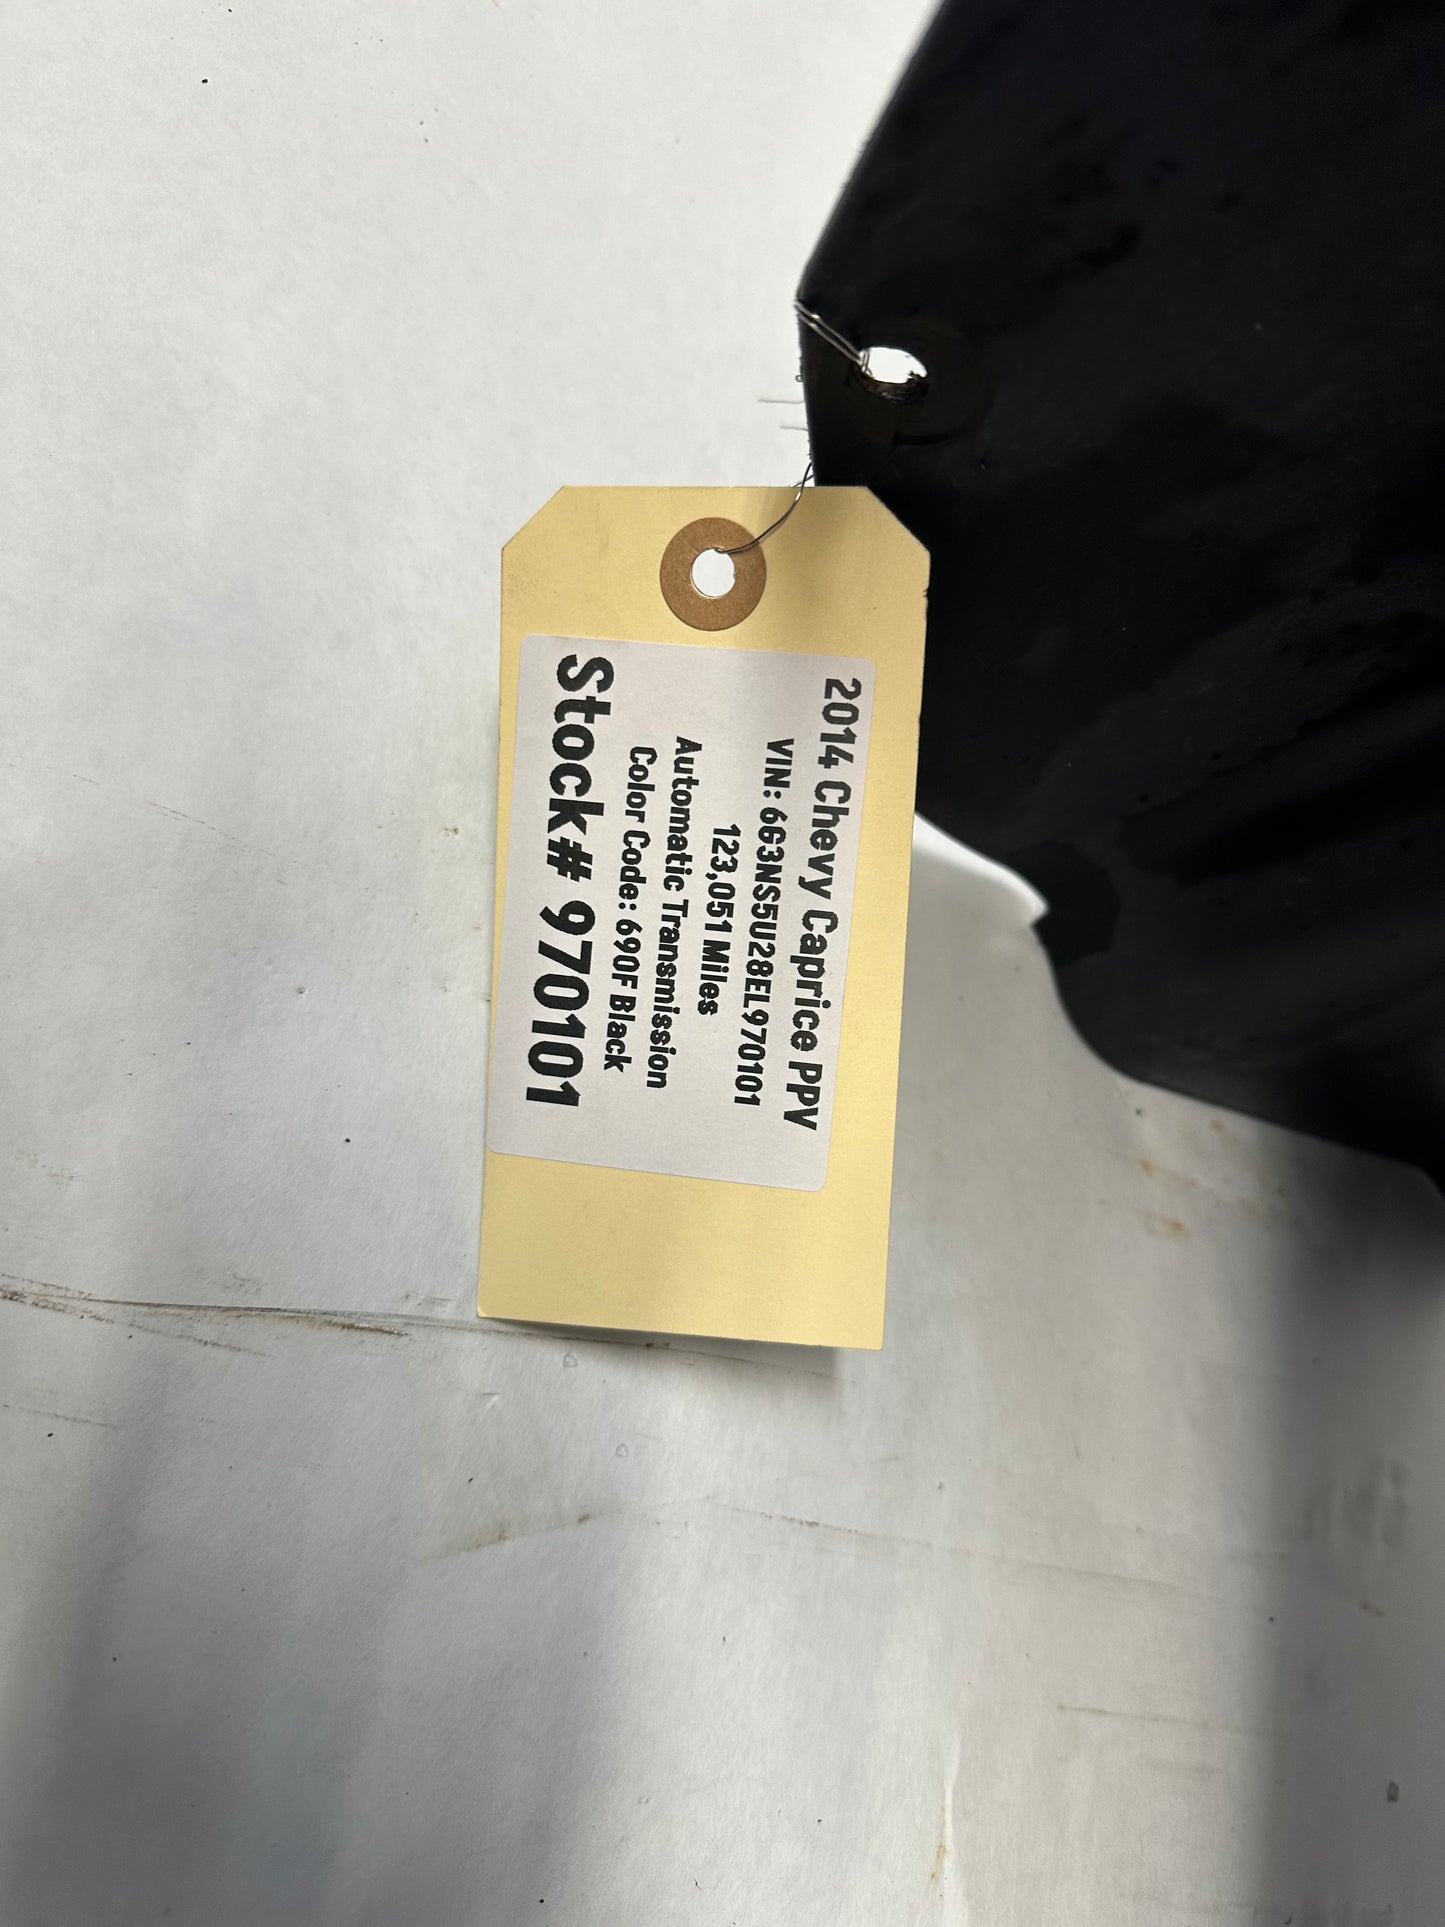 2014 Chevy Caprice PPV
VIN: 6G3NS5U28EL970101
123,051 Miles
Automatic Transmission
Color Code: 690F Black
Stock# 970101